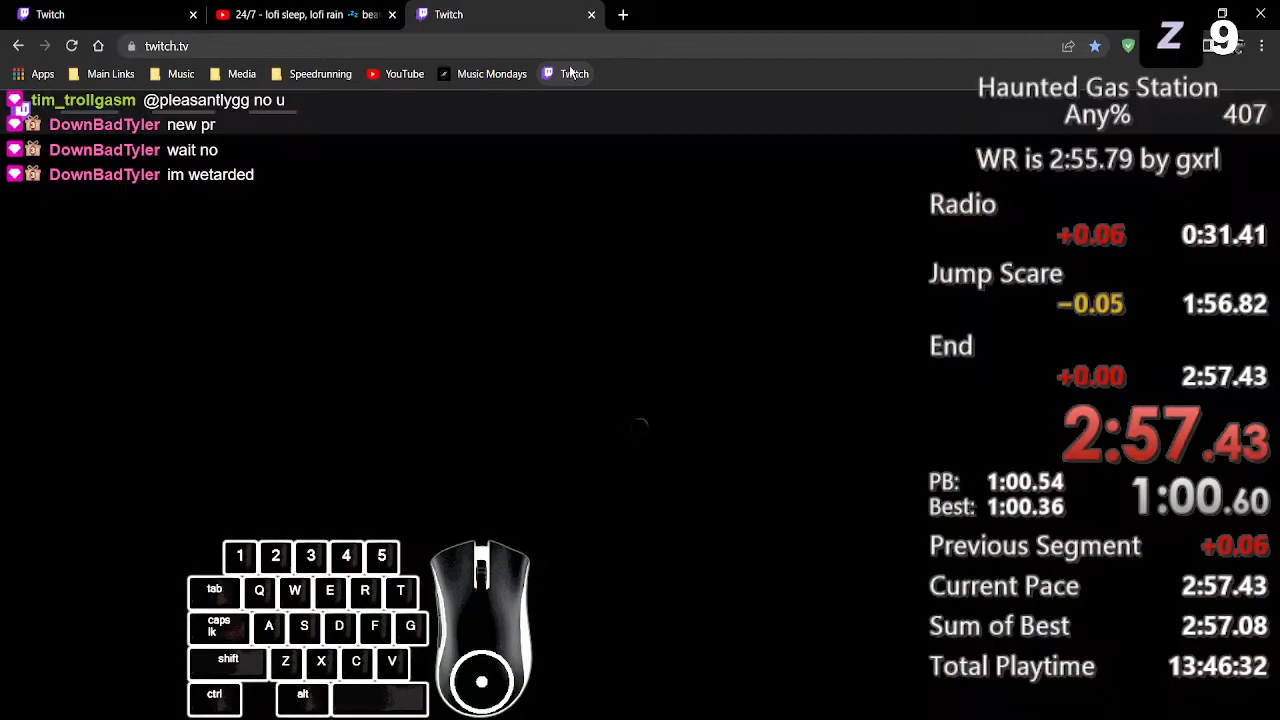 Twitch
24/7 - lofi sleep, lofi rain 💤 bea
Twitch
twitch.tv
Apps Main Links Music Media Speedrunning YouTube Music Mondays Twitch
Z 9
tim_trollgasm @pleasantlygg no u
DownBadTyler new pr
DownBadTyler wait no
DownBadTyler im wetarded
Haunted Gas Station
Any% 407
WR is 2:55.79 by gxrl
Radio
+0.06 0:31.41
Jump Scare
−0.05 1:56.82
End
+0.00 2:57.43
2:57.43
PB: 1:00.54
Best: 1:00.36
1:00.60
Previous Segment +0.06
Current Pace 2:57.43
Sum of Best 2:57.08
Total Playtime 13:46:32
1 2 3 4 5
tab Q W E R T
caps lk A S D F G
shift Z X C V
ctrl alt